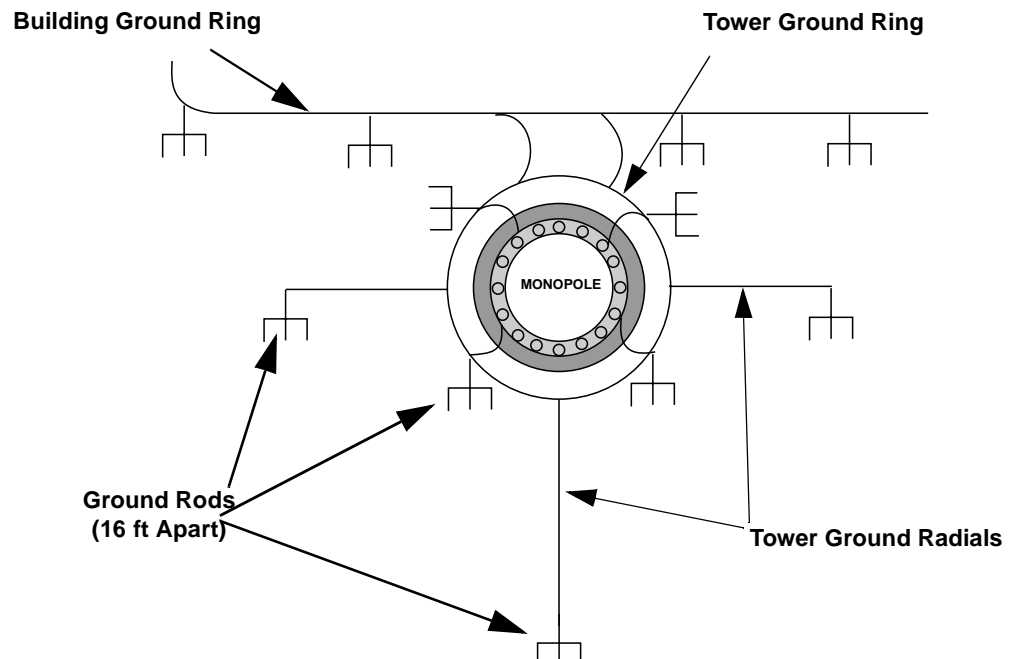 Building Ground Ring
Tower Ground Ring
MONOPOLE
Ground Rods
(16 ft Apart)
Tower Ground Radials